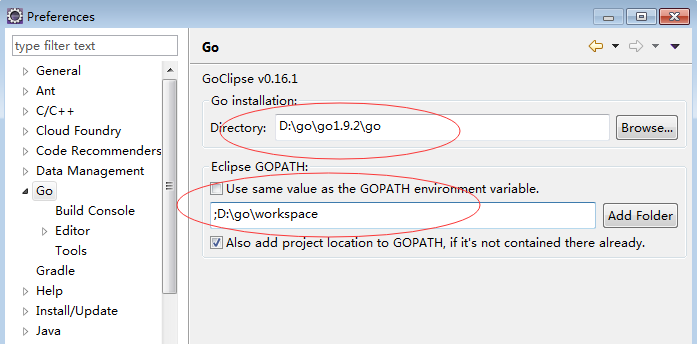 Preferences
type filter text
General
Ant
C/C++
Cloud Foundry
Code Recommenders
Data Management
Go
Build Console
Editor
Tools
Gradle
Help
Install/Update
Java
Go
GoClipse v0.16.1
Go installation:
Directory: D:\go\go1.9.2\go Browse...
Eclipse GOPATH:
Use same value as the GOPATH environment variable.
;D:\go\workspace Add Folder
Also add project location to GOPATH, if it's not contained there already.